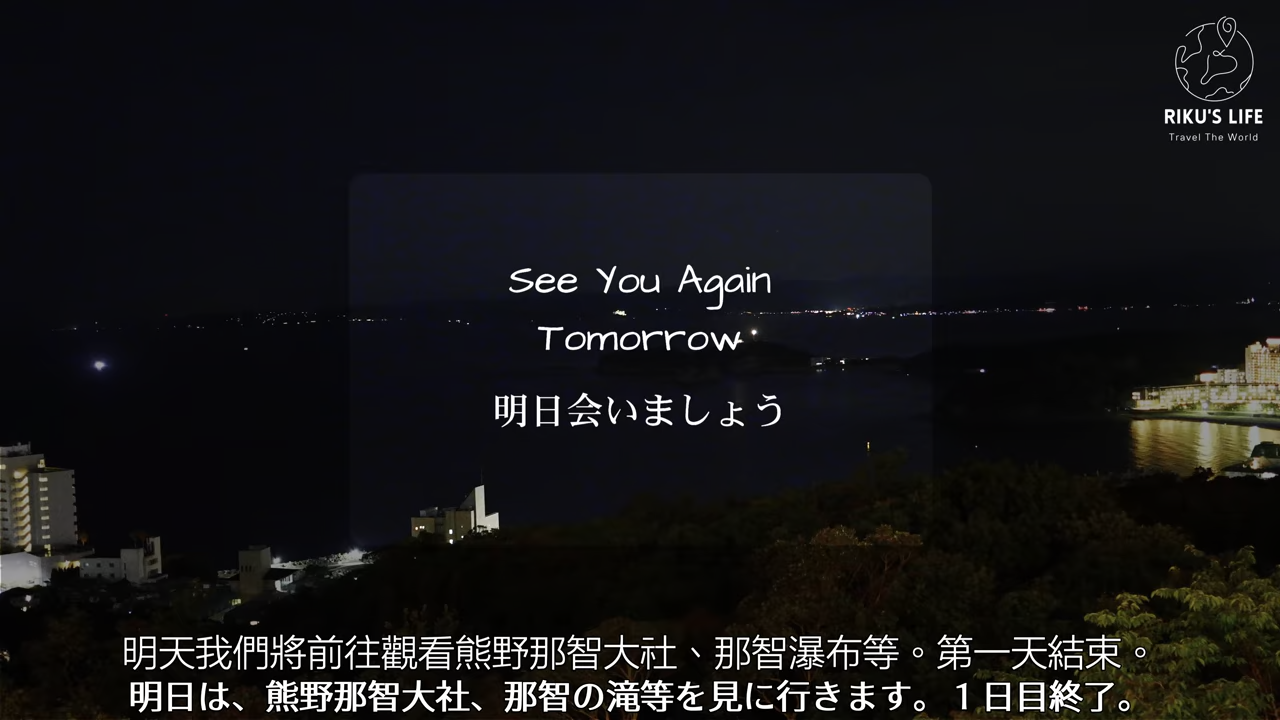 RIKU'S LIFE
Travel The World
See You Again
Tomorrow
明日会いましょう
明天我們將前往觀看熊野那智大社、那智瀑布等。第一天結束。
明日は、熊野那智大社、那智の滝等を見に行きます。１日目終了。